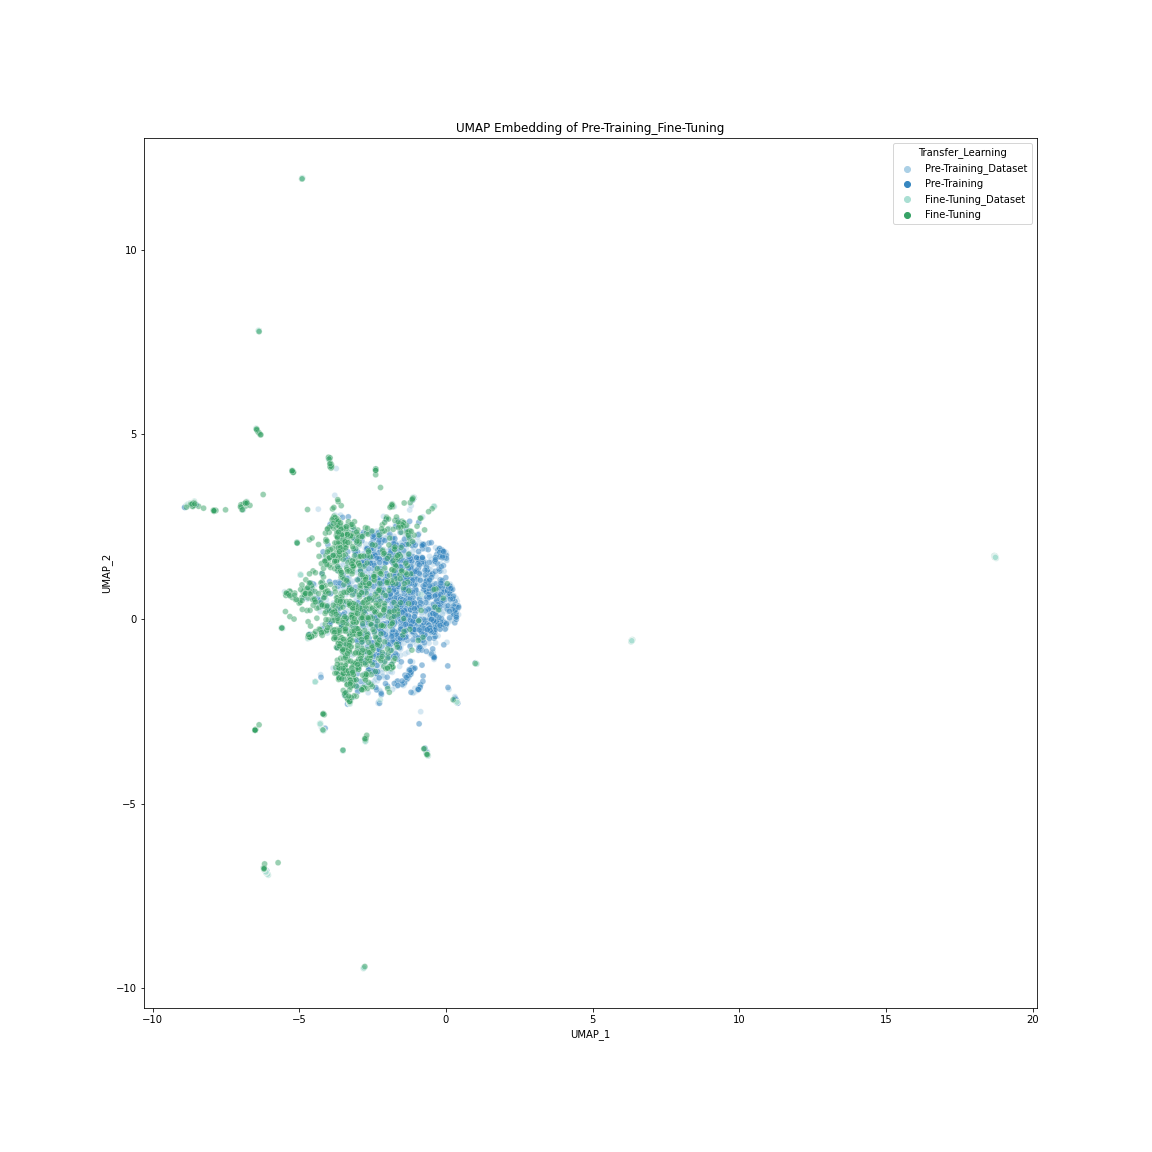 UMAP Embedding of Pre-Training_Fine-Tuning
Transfer_Learning
Pre-Training_Dataset
Pre-Training
Fine-Tuning_Dataset
Fine-Tuning
UMAP_2
10
5
0
−5
−10
−10 −5 0 5 10 15 20
UMAP_1